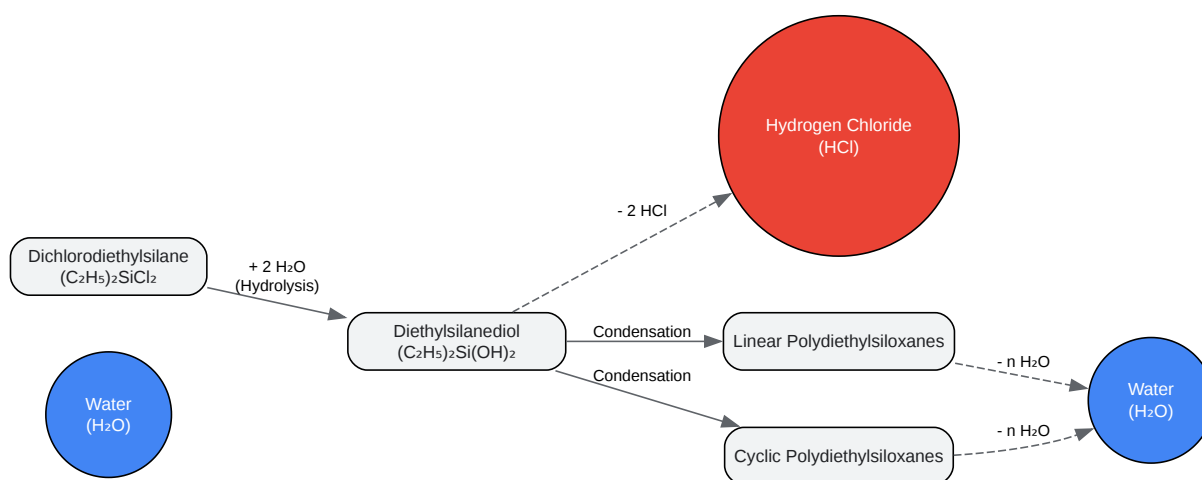 Hydrogen Chloride
(HCl)
- 2 HCl
Dichlorodiethylsilane
(C₂H₅)₂SiCl₂
+ 2 H₂O
(Hydrolysis)
Diethylsilanediol
(C₂H₅)₂Si(OH)₂
Condensation
Condensation
Linear Polydiethylsiloxanes
- n H₂O
Water
(H₂O)
Water
(H₂O)
- n H₂O
Cyclic Polydiethylsiloxanes